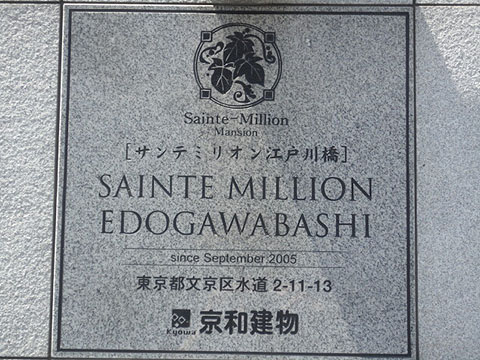 Sainte-Million
Mansion
[サンテミリオン江戸川橋]
SAINTE MILLION
EDOGAWABASHI
since September.2005
東京都文京区水道 2-11-13
Kyowa 京和建物